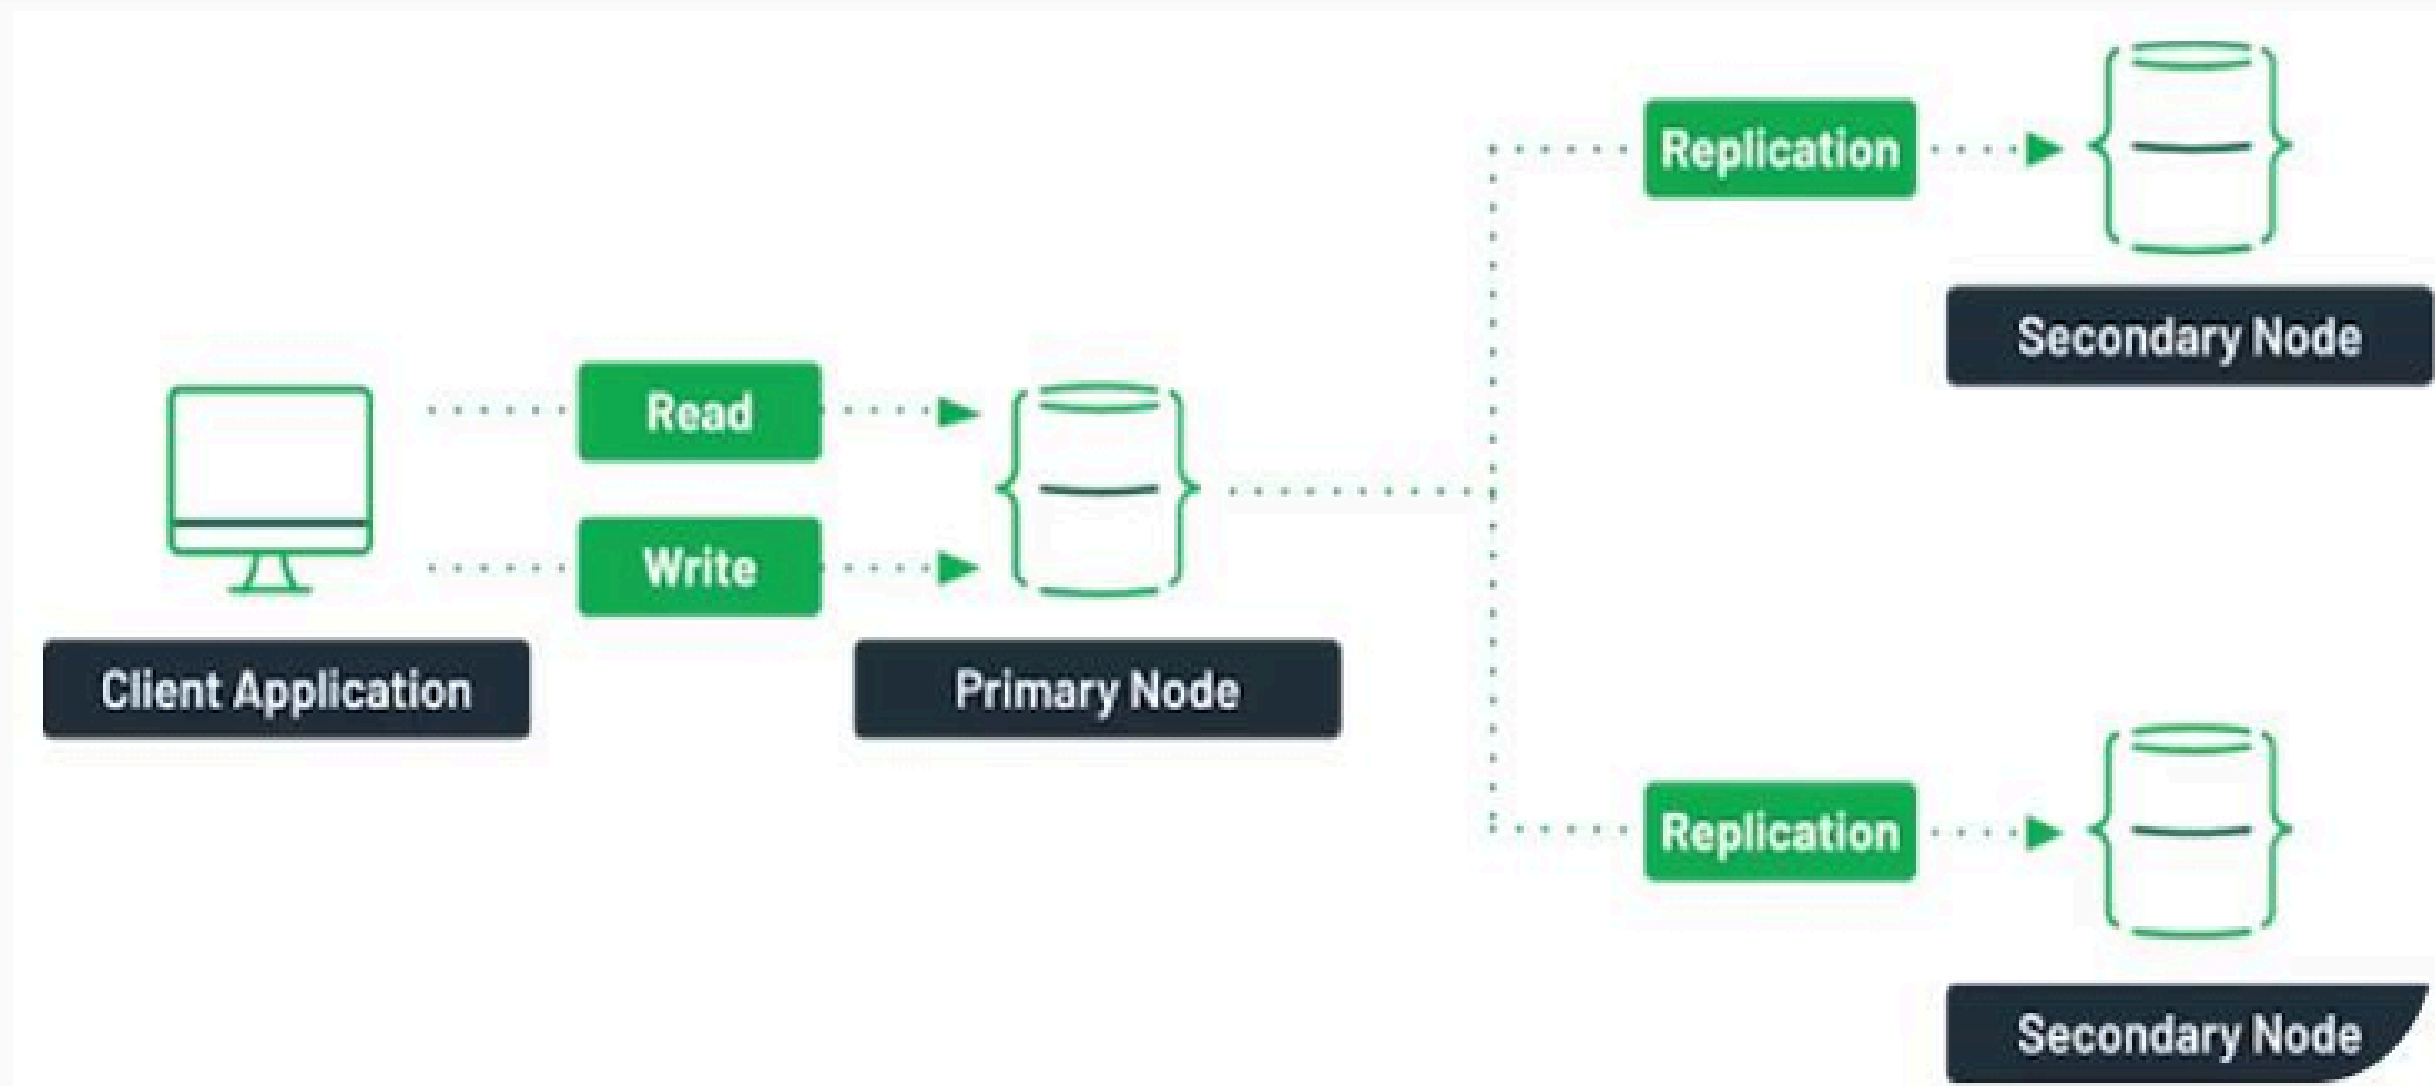 Replication
Secondary Node
Read
Write
Client Application
Primary Node
Replication
Secondary Node